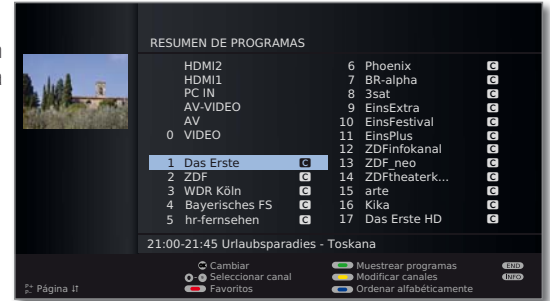 RESUMEN DE PROGRAMAS
HDMI2
HDMI1
PC IN
AV-VIDEO
AV
0 VIDEO
1 Das Erste C
2 ZDF C
3 WDR Köln C
4 Bayerisches FS C
5 hr-fernsehen C
6 Phoenix C
7 BR-alpha C
8 3sat C
9 EinsExtra C
10 EinsFestival C
11 EinsPlus C
12 ZDFinfokanal C
13 ZDF_neo C
14 ZDFtheaterk... C
15 arte C
16 Kika C
17 Das Erste HD C
21:00-21:45 Urlaubsparadies - Toskana
Cambiar
0-9 Seleccionar canal
Favoritos
Muestrear programas END
Modificar canales INFO
Ordenar alfabéticamente
P+ P- Página